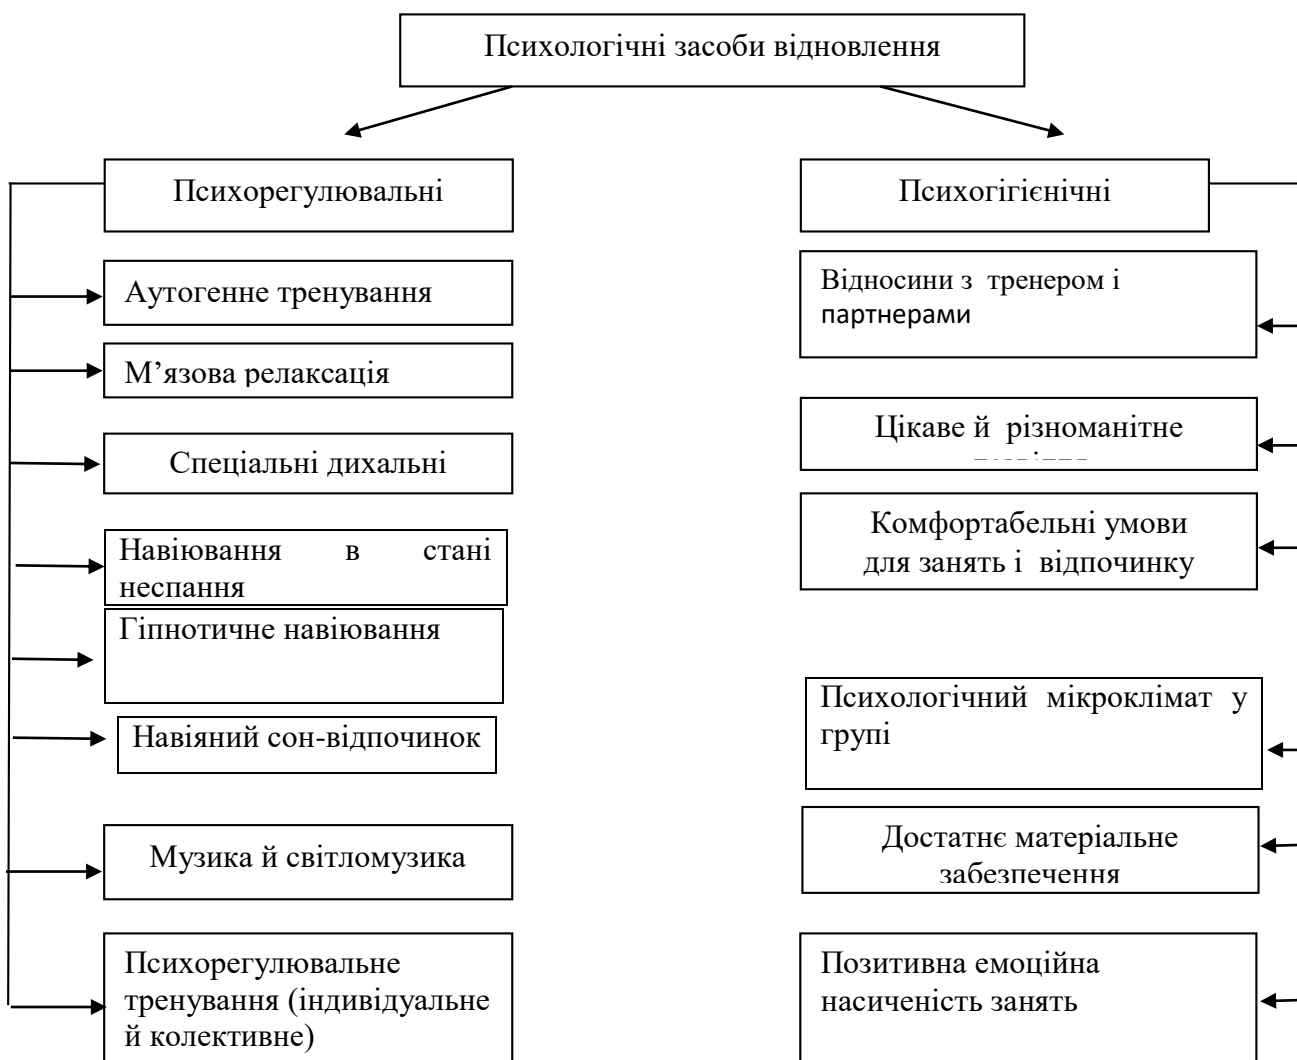 Психологічні засоби відновлення
Психорегулювальні
Аутогенне тренування
М’язова релаксація
Спеціальні дихальні
Навіювання в стані
неспання
Гіпнотичне навіювання
Навіяний сон-відпочинок
Музика й світломузика
Психорегулювальне
тренування (індивідуальне
й колективне)
Психогігієнічні
Відносини з тренером і
партнерами
Цікаве й різноманітне
Комфортабельні умови
для занять і відпочинку
Психологічний мікроклімат у
групі
Достатнє матеріальне
забезпечення
Позитивна емоційна
насиченість занять